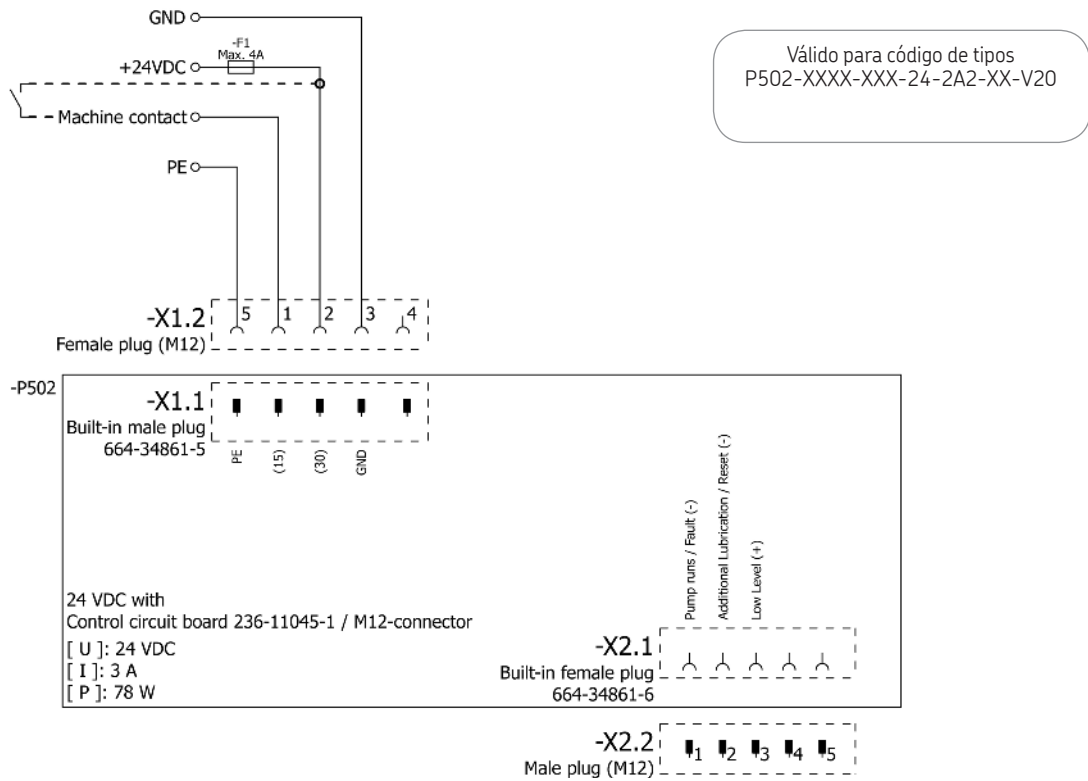 GND
-F1
Max. 4A
+24VDC
Machine contact
PE
Válido para código de tipos
P502-XXXX-XXX-24-2A2-XX-V20
-X1.2
Female plug (M12)
5 1 2 3 4
-P502
-X1.1
Built-in male plug
664-34861-5
PE
(15)
(30)
GND
24 VDC with
Control circuit board 236-11045-1 / M12-connector
[ U ]: 24 VDC
[ I ]: 3 A
[ P ]: 78 W
Pump runs / Fault (-)
Additional Lubrication / Reset (-)
Low Level (+)
-X2.1
Built-in female plug
664-34861-6
-X2.2
Male plug (M12)
1 2 3 4 5